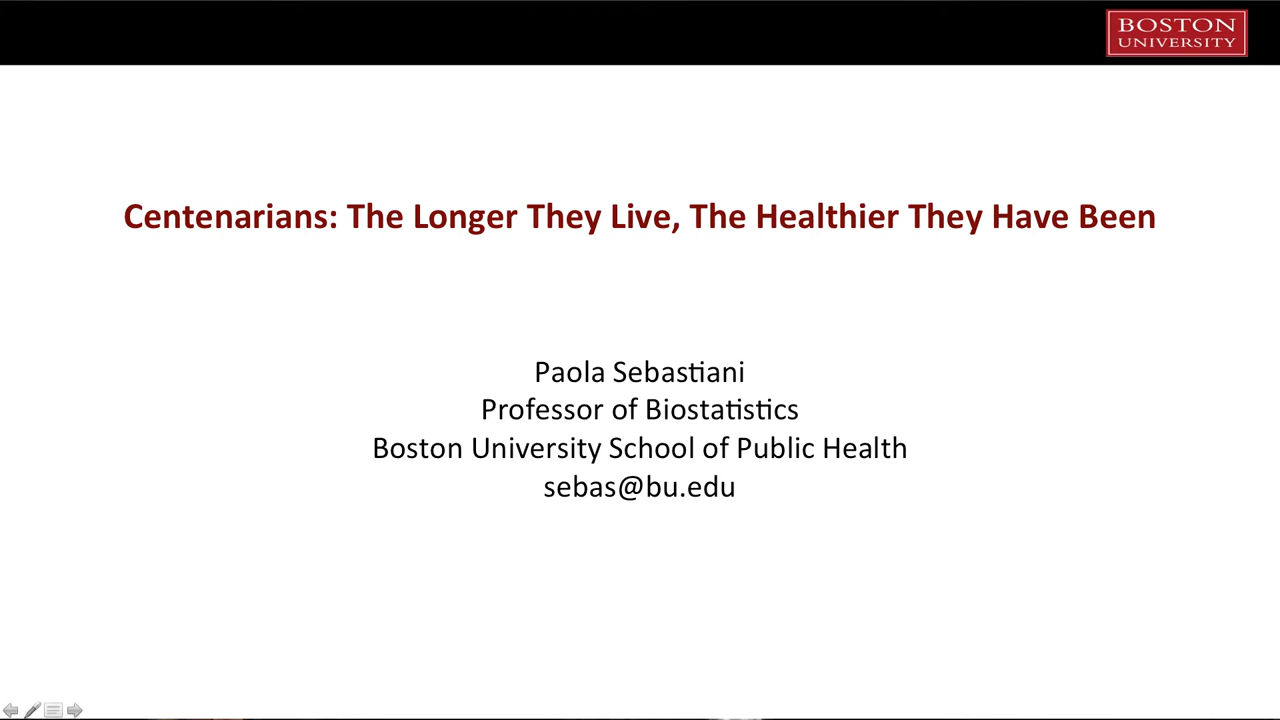 BOSTON
UNIVERSITY
Centenarians: The Longer They Live, The Healthier They Have Been
Paola Sebastiani
Professor of Biostatistics
Boston University School of Public Health
sebas@bu.edu